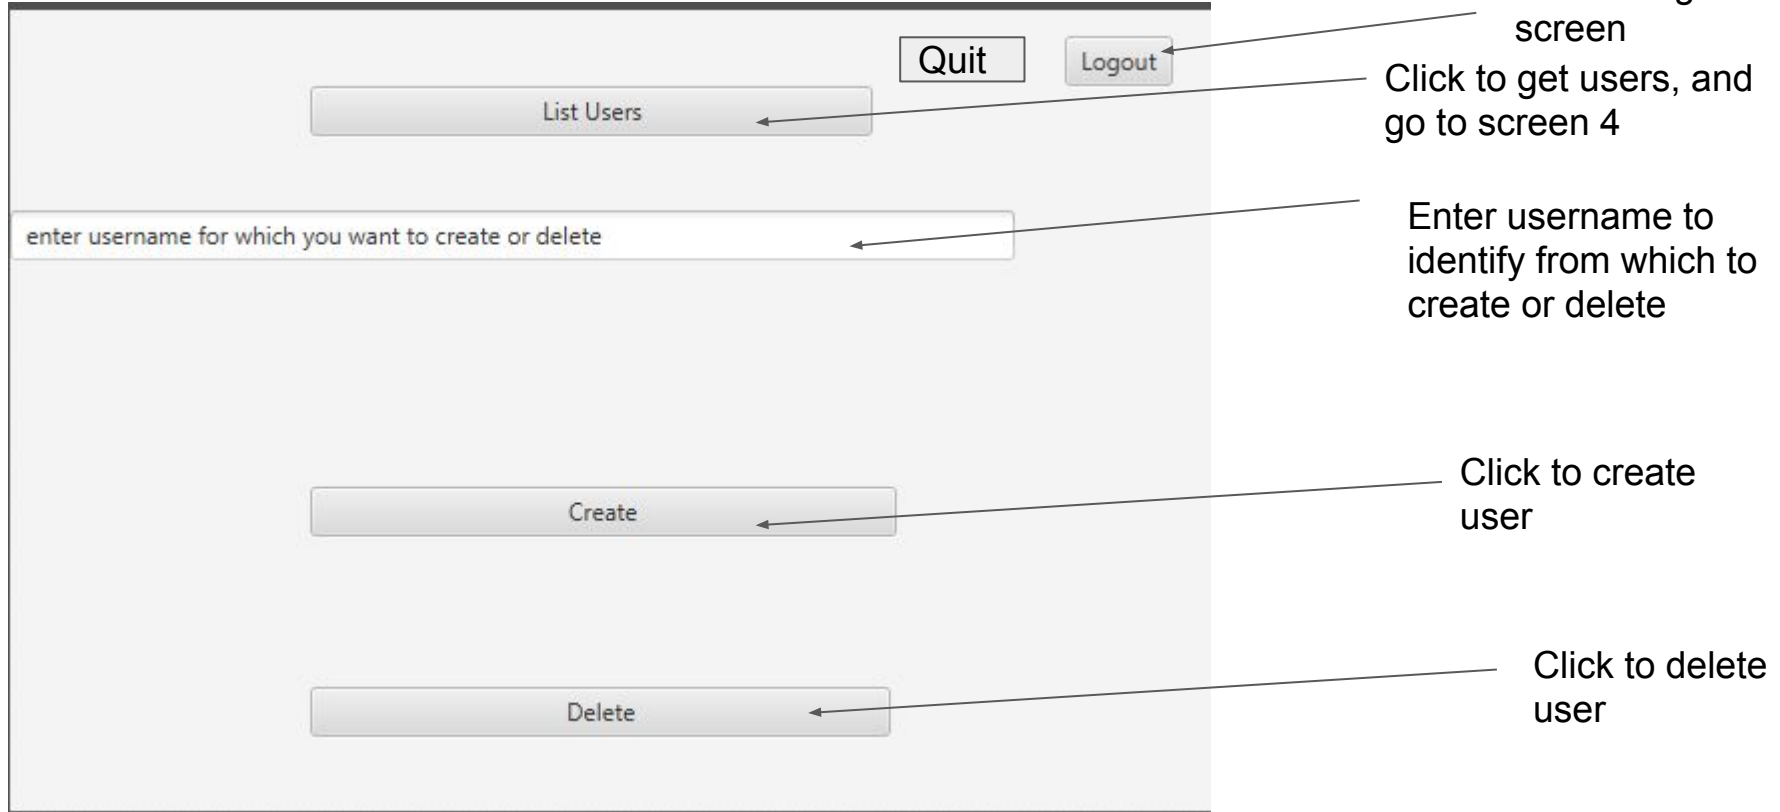 screen
Quit
Logout
Click to get users, and
go to screen 4
List Users
enter username for which you want to create or delete
Enter username to
identify from which to
create or delete
Create
Click to create
user
Delete
Click to delete
user